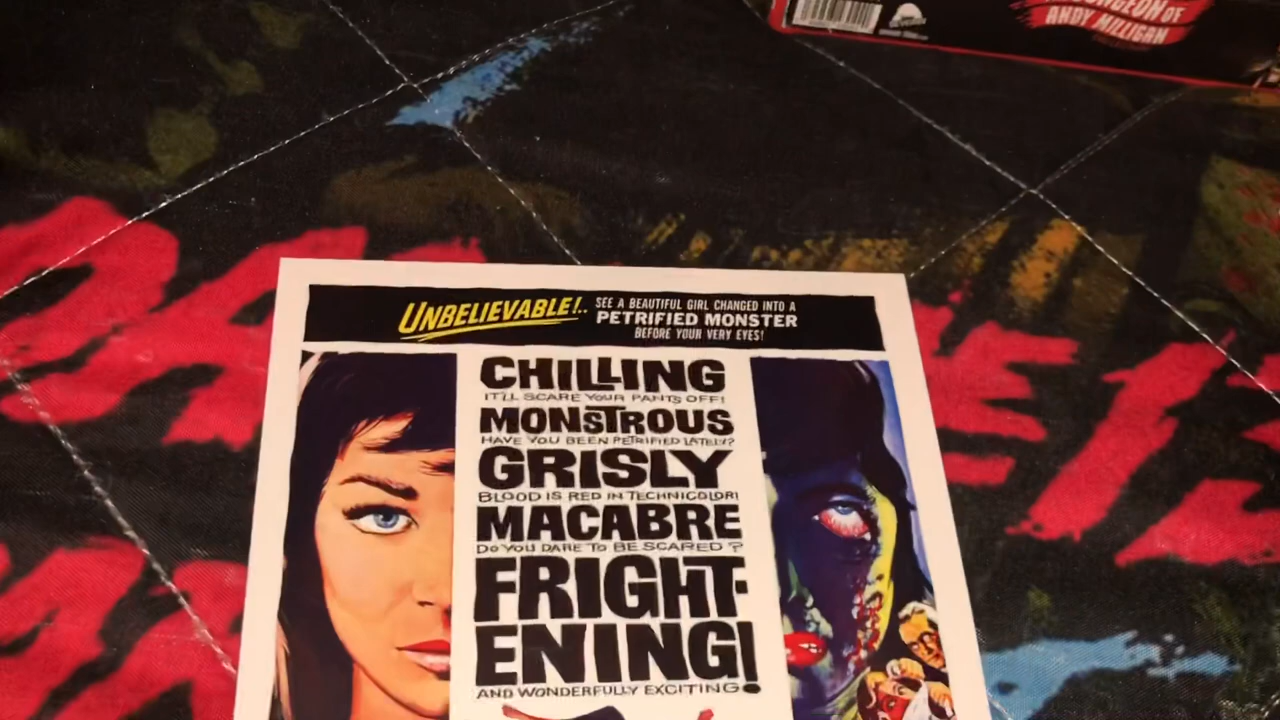 DUNGEON OF
ANDY MILLIGAN
UNBELIEVABLE!..
SEE A BEAUTIFUL GIRL CHANGED INTO A
PETRIFIED MONSTER
BEFORE YOUR VERY EYES!
CHILLING
IT'LL SCARE YOUR PANTS OFF!
MONSTROUS
HAVE YOU BEEN PETRIFIED LATELY?
GRISLY
BLOOD IS RED IN TECHNICOLOR!
MACABRE
DO YOU DARE TO BE SCARED ?
FRIGHT-
ENING!
AND WONDERFULLY EXCITING